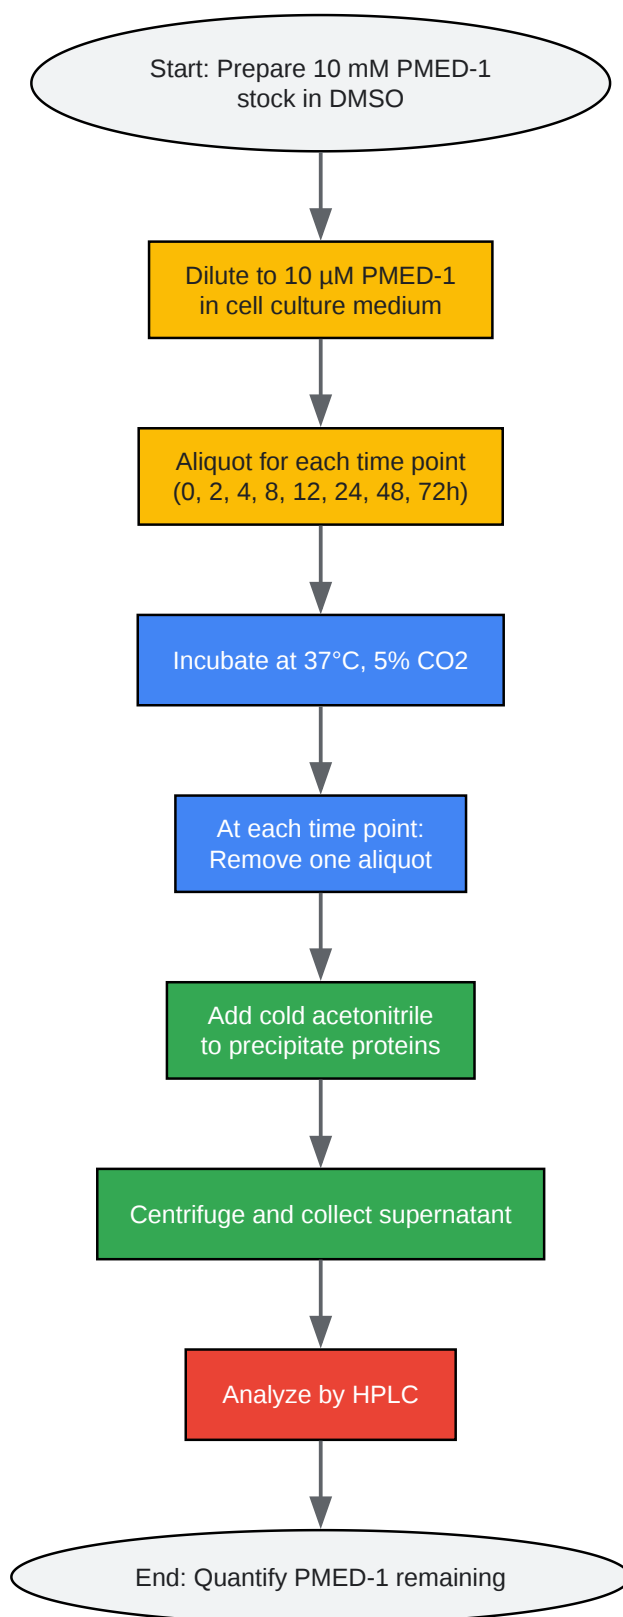 Start: Prepare 10 mM PMED-1
stock in DMSO
Dilute to 10 µM PMED-1
in cell culture medium
Aliquot for each time point
(0, 2, 4, 8, 12, 24, 48, 72h)
Incubate at 37°C, 5% CO2
At each time point:
Remove one aliquot
Add cold acetonitrile
to precipitate proteins
Centrifuge and collect supernatant
Analyze by HPLC
End: Quantify PMED-1 remaining